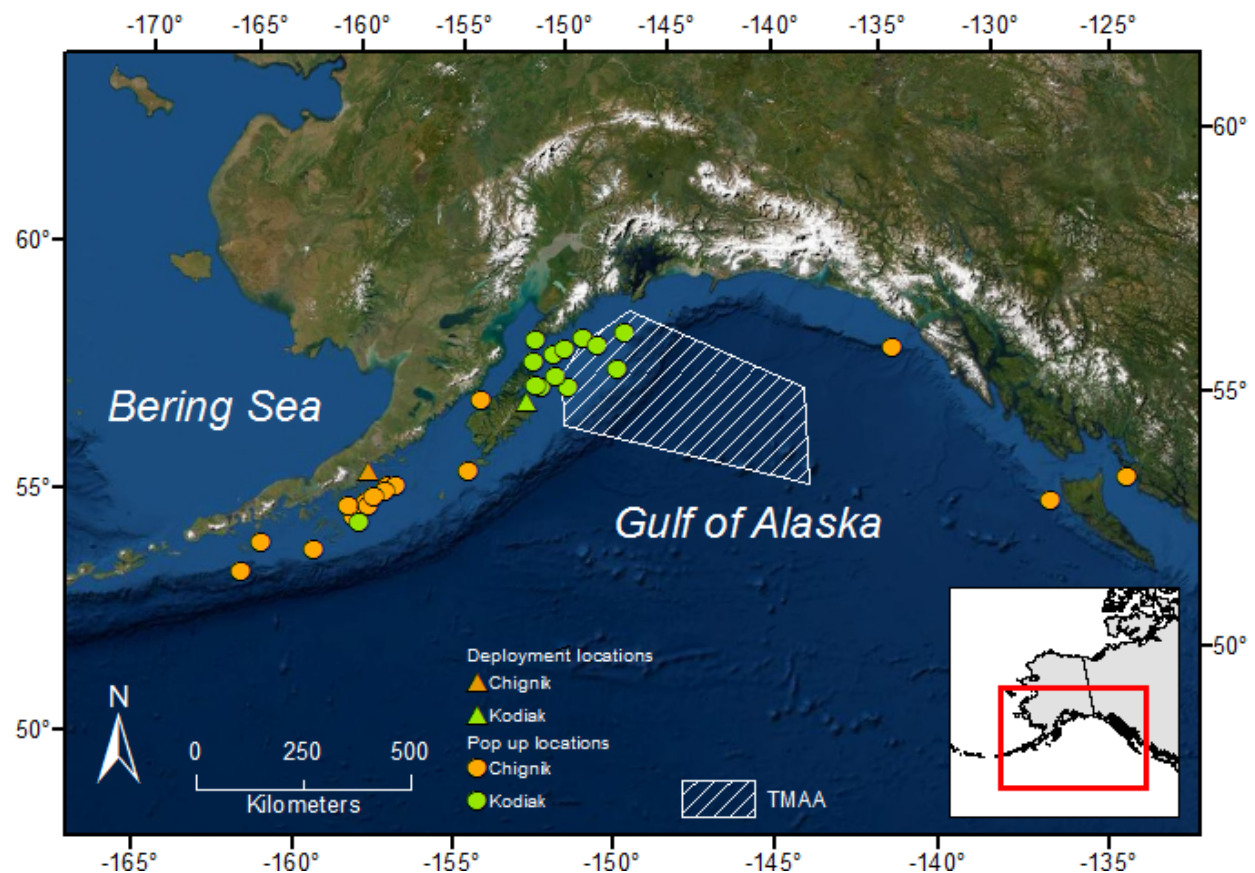 -170° -165° -160° -155° -150° -145° -140° -135° -130° -125°
60°
60°
55°
Bering Sea
55°
Gulf of Alaska
50°
Deployment locations
Chignik
N
Kodiak
50°
0 250 500
Pop up locations
Chignik
Kilometers
Kodiak
TMAA
-165° -160° -155° -150° -145° -140° -135°